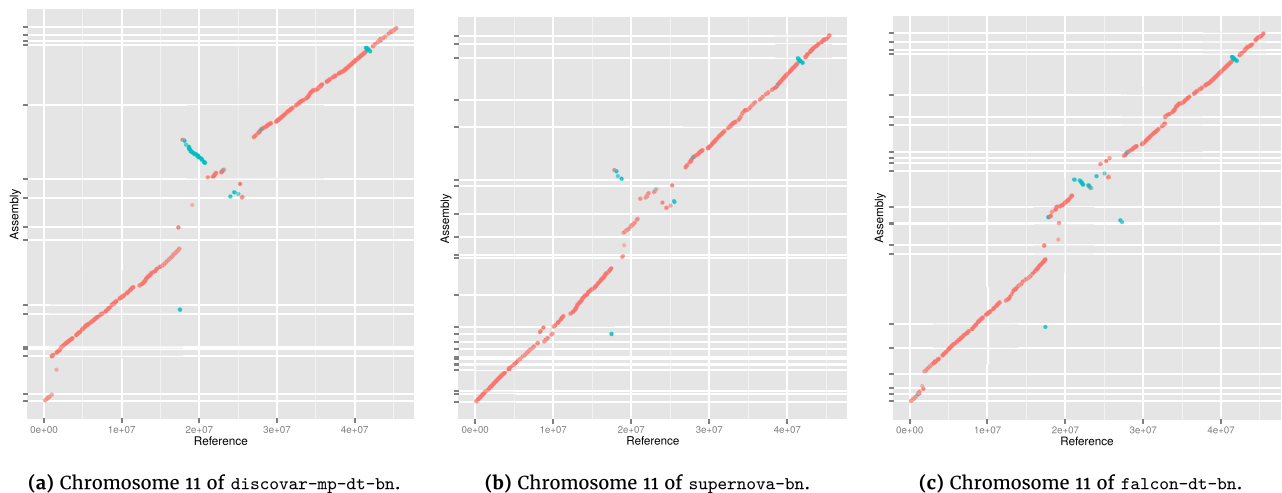 Assembly
0e+00 1e+07 2e+07 3e+07 4e+07
Reference
(a) Chromosome 11 of discovar-mp-dt-bn.
Assembly
0e+00 1e+07 2e+07 3e+07 4e+07
Reference
(b) Chromosome 11 of supernova-bn.
Assembly
0e+00 1e+07 2e+07 3e+07 4e+07
Reference
(c) Chromosome 11 of falcon-dt-bn.